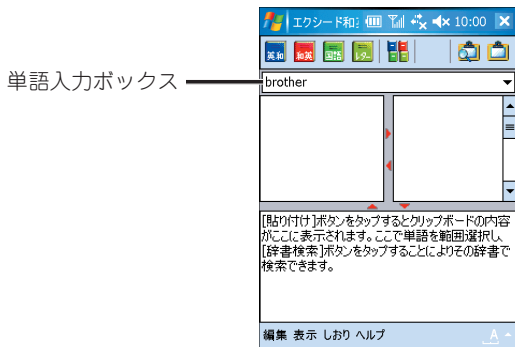 エクシード和: 10:00
英和 和英 国語 レター
単語入力ボックス
brother
[貼り付け]ボタンをタップするとクリップボードの内容
がここに表示されます。ここで単語を範囲選択し、
[辞書検索]ボタンをタップすることによりその辞書で
検索できます。
編集 表示 しおり ヘルプ A